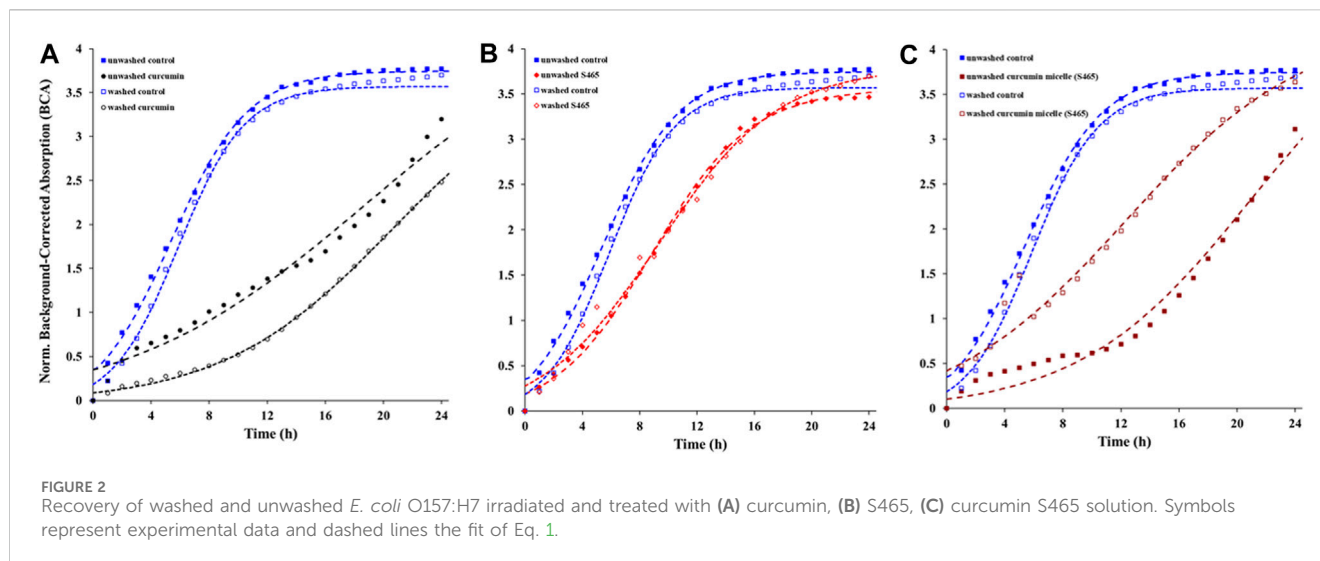 A
Norm. Background-Corrected Absorption (BCA)
4
3.5
3
2.5
2
1.5
1
0.5
0
unwashed control
unwashed curcumin
washed control
washed curcumin
0 4 8 12 16 20 24
Time (h)
B
4
3.5
3
2.5
2
1.5
1
0.5
0
unwashed control
unwashed S465
washed control
washed S465
0 4 8 12 16 20 24
Time (h)
C
4
3.5
3
2.5
2
1.5
1
0.5
0
unwashed control
unwashed curcumin micelle (S465)
washed control
washed curcumin micelle (S465)
0 4 8 12 16 20 24
Time (h)
FIGURE 2
Recovery of washed and unwashed E. coli O157:H7 irradiated and treated with (A) curcumin, (B) S465, (C) curcumin S465 solution. Symbols
represent experimental data and dashed lines the fit of Eq. 1.